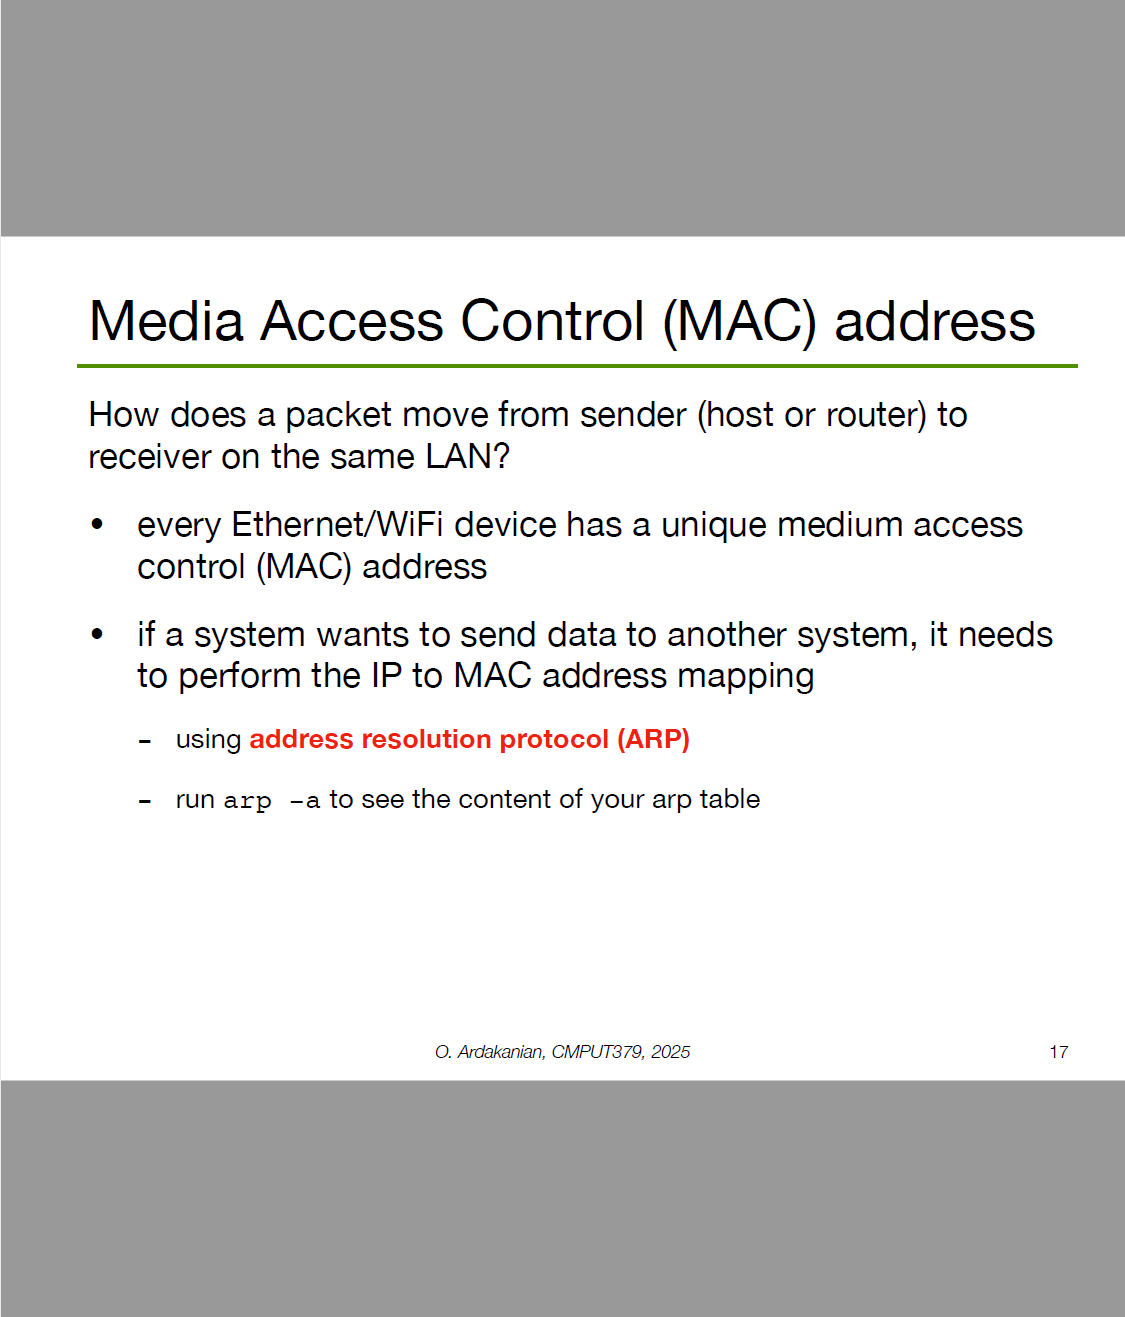 Media Access Control (MAC) address
How does a packet move from sender (host or router) to
receiver on the same LAN?
• every Ethernet/WiFi device has a unique medium access
control (MAC) address
• if a system wants to send data to another system, it needs
to perform the IP to MAC address mapping
– using address resolution protocol (ARP)
– run arp –a to see the content of your arp table
O. Ardakanian, CMPUT379, 2025
17